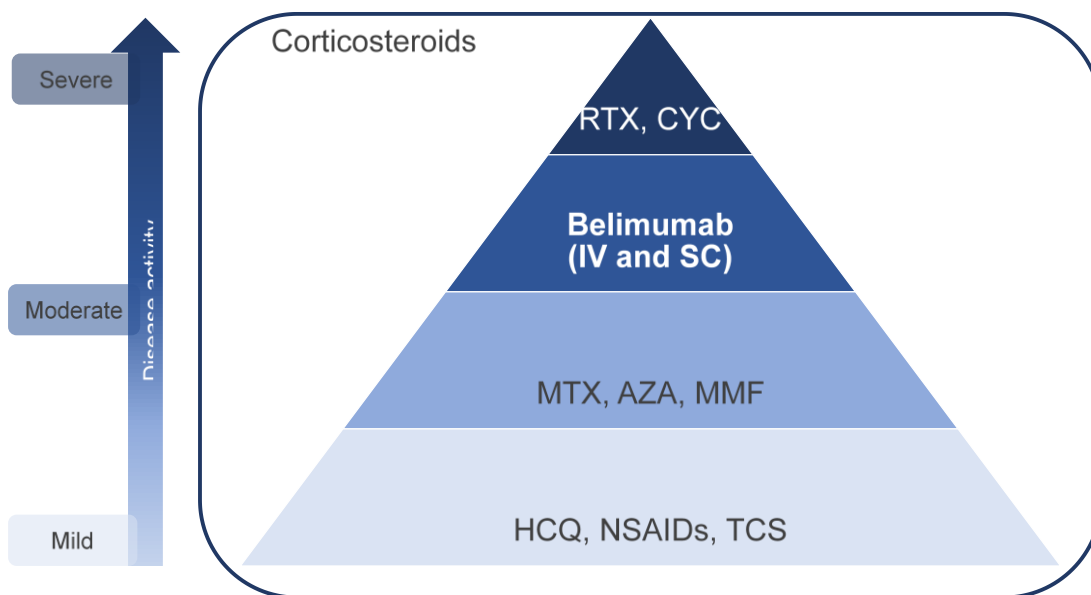 Corticosteroids
Severe
RTX, CYC
Disease activity
Belimumab
(IV and SC)
Moderate
MTX, AZA, MMF
HCQ, NSAIDs, TCS
Mild